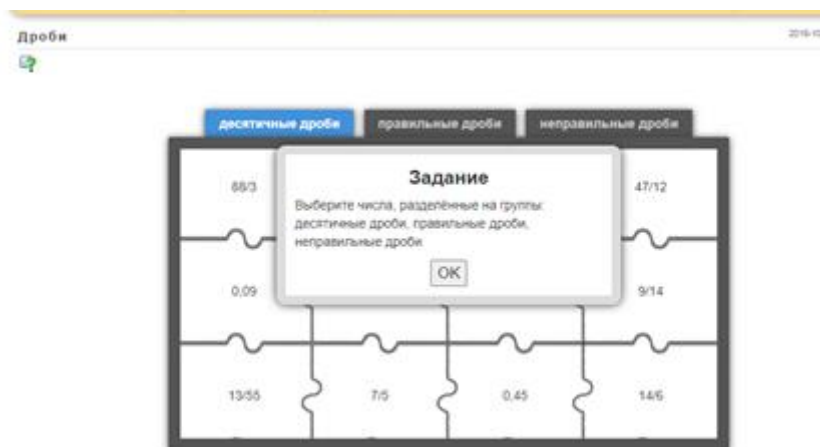 Дроби
десятичные дроби правильные дроби неправильные дроби
Задание
Выберите числа, разделённые на группы:
десятичные дроби, правильные дроби,
неправильные дроби
OK
68/3 47/12
0,09 9/14
13/55 7/5 0,45 14/6